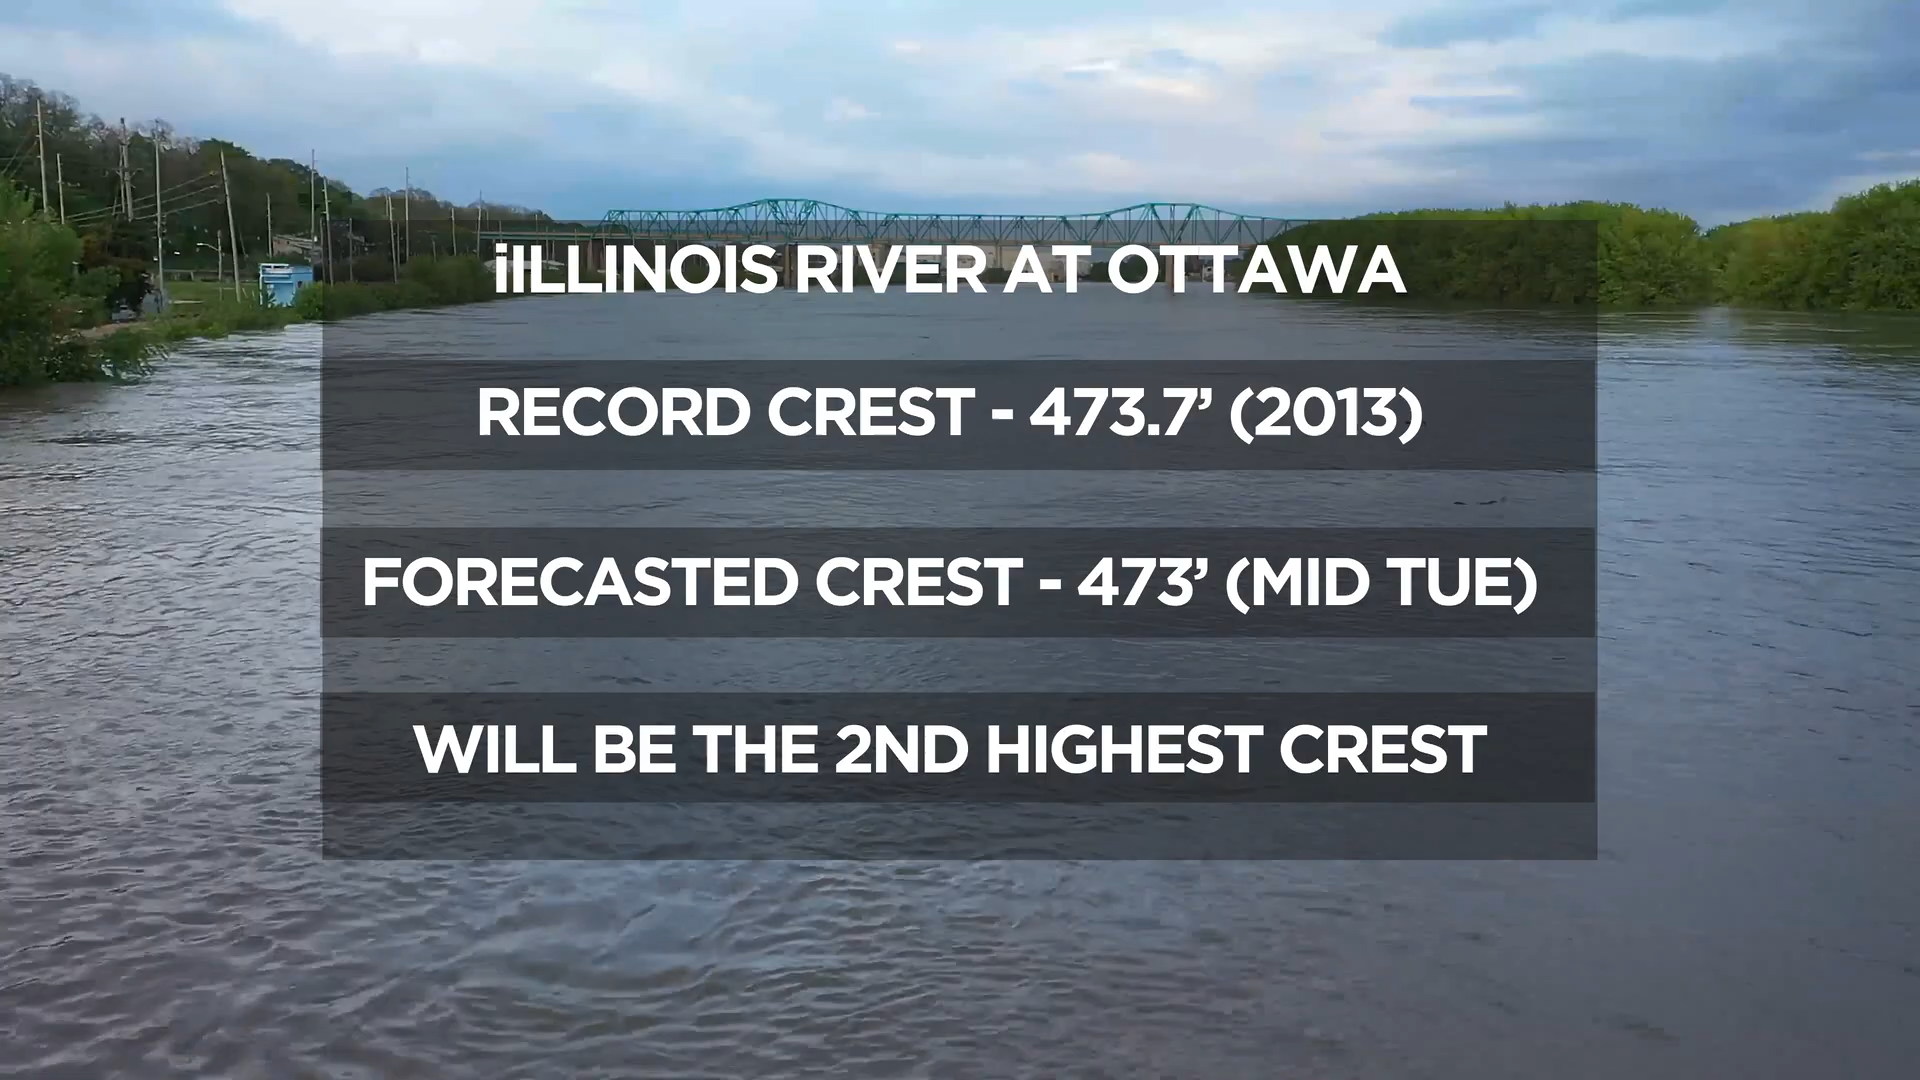 iILLINOIS RIVER AT OTTAWA
RECORD CREST - 473.7’ (2013)
FORECASTED CREST - 473’ (MID TUE)
WILL BE THE 2ND HIGHEST CREST